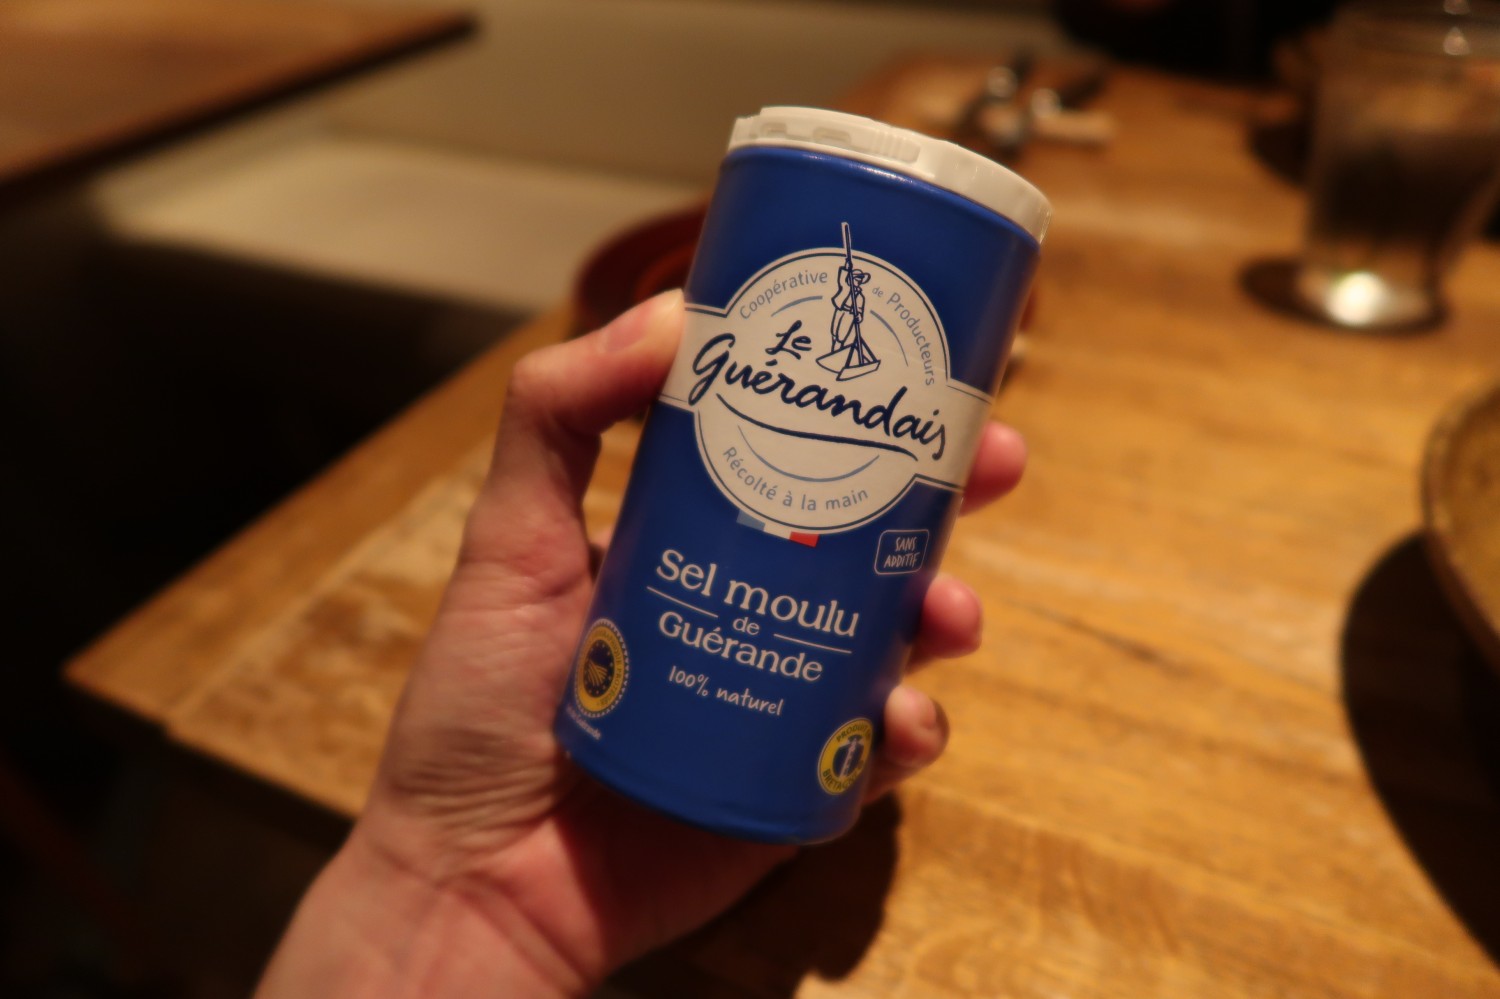 Coopérative de Producteurs
Le
Guérandais
Récolté à la main
SANS
ADDITIF
Sel moulu
de
Guérande
100% naturel